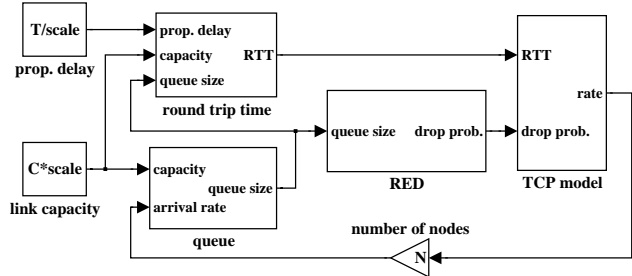 T/scale
prop. delay
prop. delay
capacity
queue size
RTT
round trip time
RTT
drop prob.
rate
TCP model
queue size
drop prob.
RED
C*scale
link capacity
capacity
arrival rate
queue size
queue
number of nodes
N